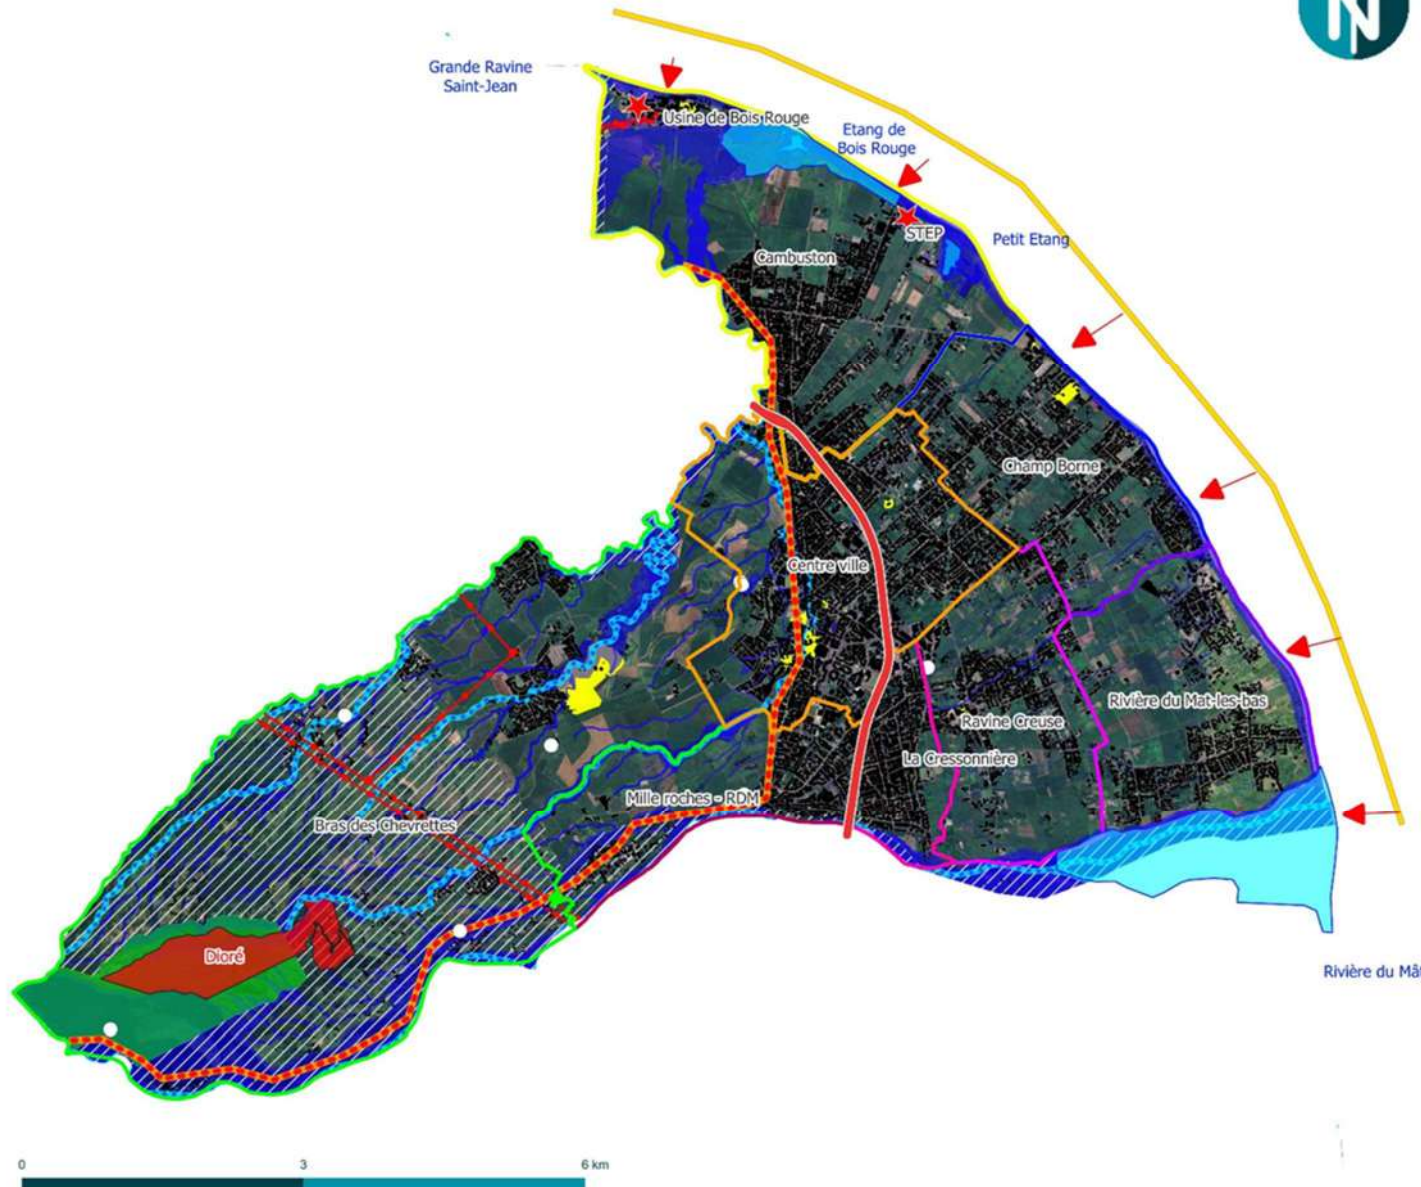 N
Grande Ravine
Saint-Jean
Usine de Bois Rouge
Etang de
Bois Rouge
STEP
Petit Etang
Cambuston
Champ Borne
Centre ville
Rivière du Mat-les-bas
Ravine Creuse
La Cressonnière
Mille roches - RDM
Bras des Chevrettes
Dioré
Rivière du Mâ
0 3 6 km